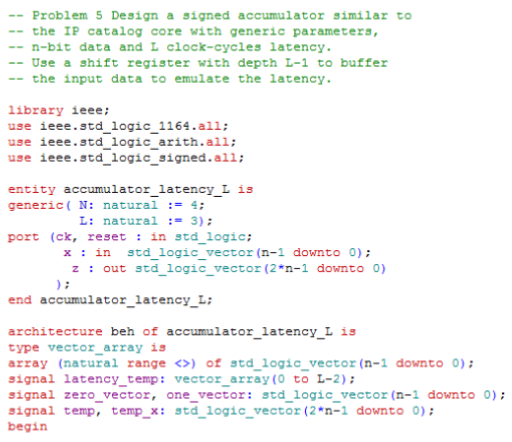 -- Problem 5 Design a signed accumulator similar to
-- the IP catalog core with generic parameters,
-- n-bit data and L clock-cycles latency.
-- Use a shift register with depth L-1 to buffer
-- the input data to emulate the latency.
library ieee;
use ieee.std_logic_1164.all;
use ieee.std_logic_arith.all;
use ieee.std_logic_signed.all;
entity accumulator_latency_L is
generic( N: natural := 4;
L: natural := 3);
port (ck, reset : in std_logic;
x : in  std_logic_vector(n-1 downto 0);
z : out std_logic_vector(2*n-1 downto 0)
);
end accumulator_latency_L;
architecture beh of accumulator_latency_L is
type vector_array is
array (natural range <>) of std_logic_vector(n-1 downto 0);
signal latency_temp: vector_array(0 to L-2);
signal zero_vector, one_vector: std_logic_vector(n-1 downto 0);
signal temp, temp_x: std_logic_vector(2*n-1 downto 0);
begin